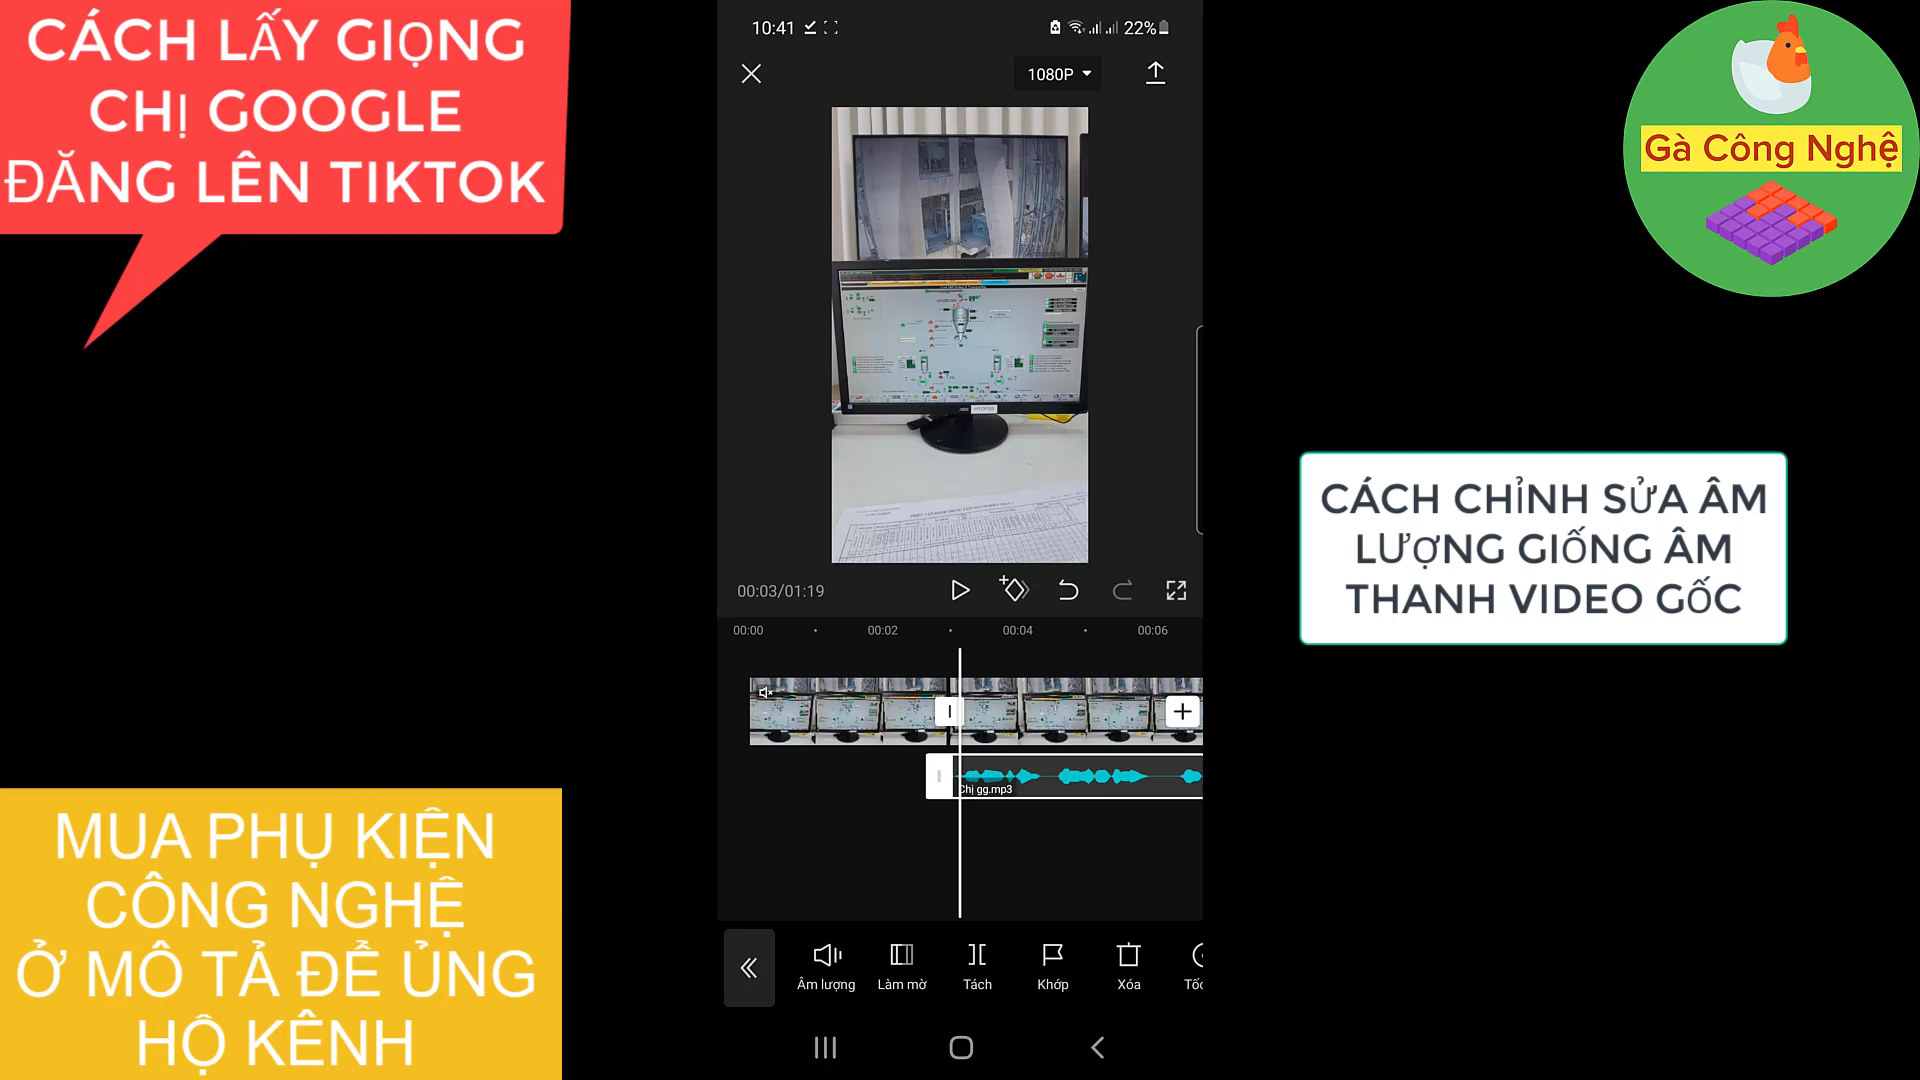 CÁCH LẤY GIỌNG
CHỊ GOOGLE
ĐĂNG LÊN TIKTOK
10:41
22%
1080P
Gà Công Nghệ
CÁCH CHỈNH SỬA ÂM
LƯỢNG GIỐNG ÂM
THANH VIDEO GỐC
AOC
00:03/01:19
00:00
00:02
00:04
00:06
Chị gg.mp3
MUA PHỤ KIỆN
CÔNG NGHỆ
Ở MÔ TẢ ĐỂ ỦNG
HỘ KÊNH
Âm lượng
Làm mờ
Tách
Khớp
Xóa